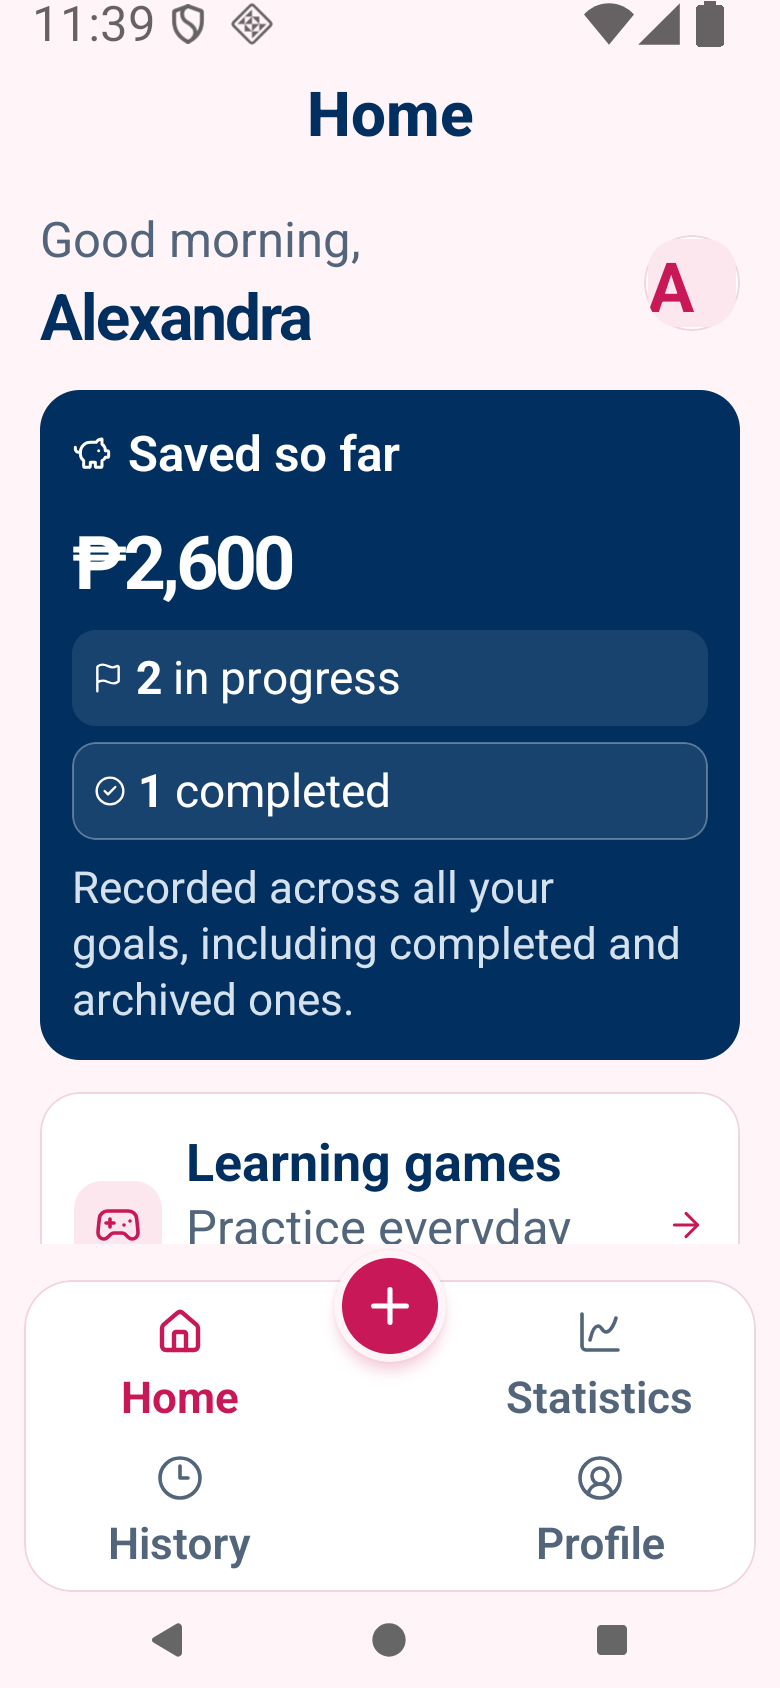 11:39
Home
Good morning,
Alexandra
A
Saved so far
₱2,600
2 in progress
1 completed
Recorded across all your
goals, including completed and
archived ones.
Learning games
Practice everyday
Home
Statistics
History
Profile